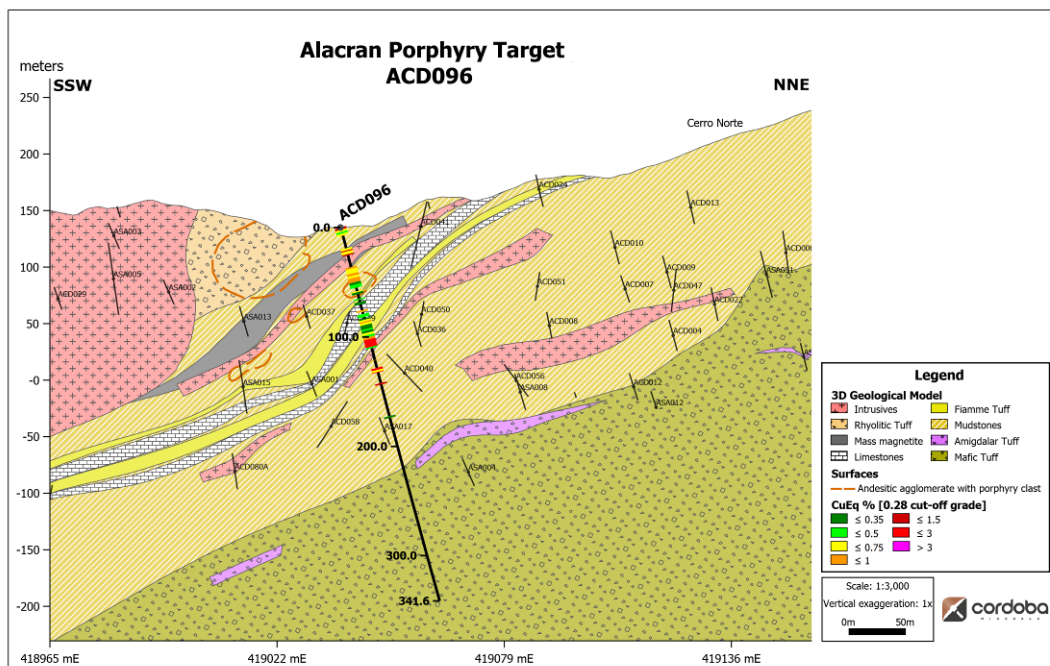 Alacran Porphyry Target
ACD096
meters
SSW
NNE
250
200
150
100
50
-0
-50
-100
-150
-200
Cerro Norte
ACD096
0.0
100.0
200.0
300.0
341.6
ACD024
ACD013
ASA003
ACD041
ASA005
ASA002
ACD029
ACD010
ACD009
ASA031
ACD051
ACD007
ACD047
ACD022
ASA013
ACD037
ACD050
ACD036
ACD008
ACD004
ACD040
ASA015
ASA001
ACD056
ASA008
ACD012
ASA012
ACD058
ASA017
ACD080A
ASA004
418965 mE
419022 mE
419079 mE
419136 mE
Legend
3D Geological Model
Intrusives
Fiamme Tuff
Rhyolitic Tuff
Mudstones
Mass magnetite
Amigdalar Tuff
Limestones
Mafic Tuff
Surfaces
Andesitic agglomerate with porphyry clast
CuEq % [0.28 cut-off grade]
≤ 0.35
≤ 1.5
≤ 0.5
≤ 3
≤ 0.75
> 3
≤ 1
Scale: 1:3,000
Vertical exaggeration: 1x
0m
50m
cordoba
MINERALS